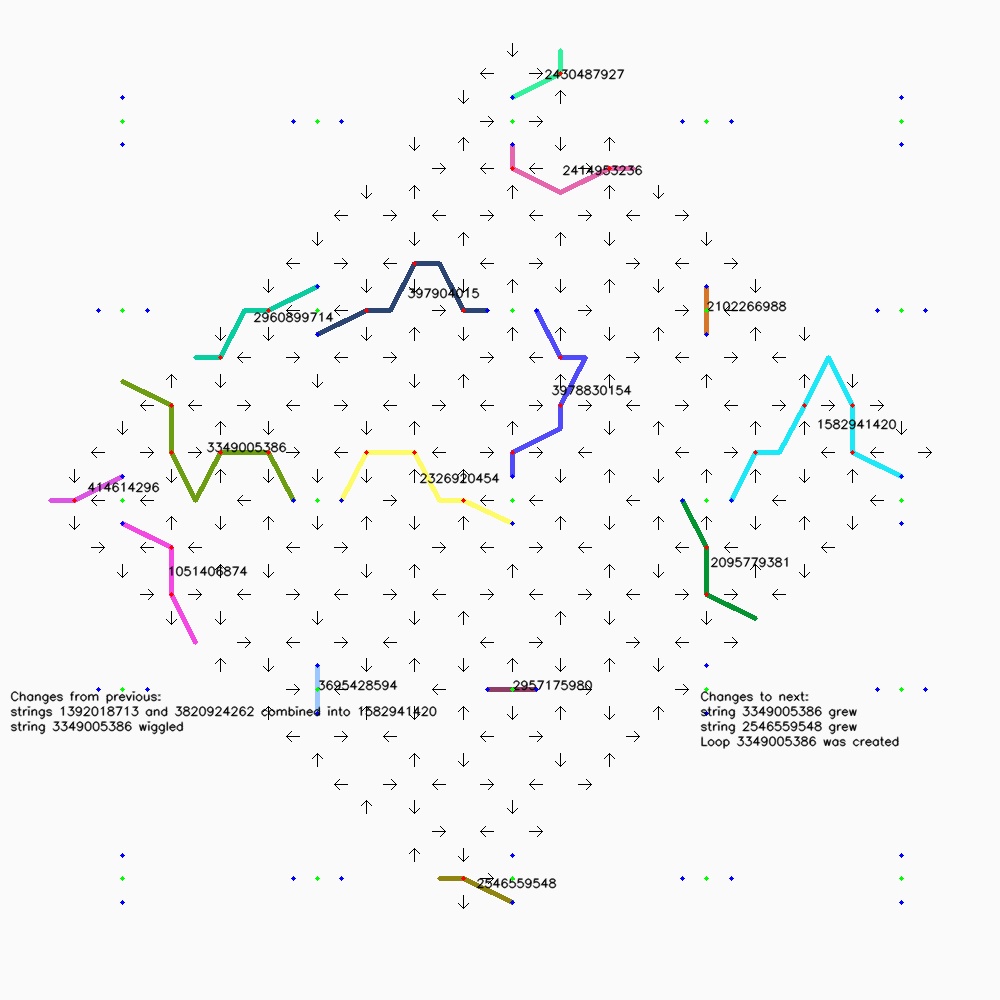 2430487927
2414953236
397904015
2102266988
2960899714
3978830154
1582941420
3349005386
2326920454
414614296
2095779381
1051406874
3695428594
2957175980
Changes from previous:
strings 1392018713 and 3820924262 combined into 1582941420
string 3349005386 wiggled
Changes to next:
string 3349005386 grew
string 2546559548 grew
Loop 3349005386 was created
2546559548